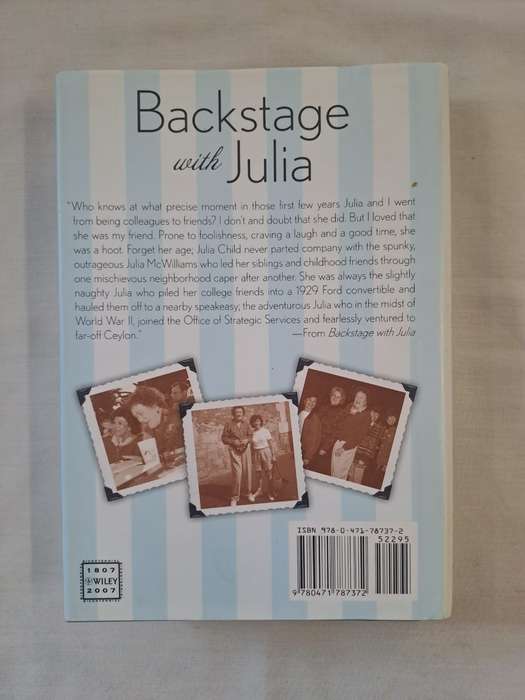 Backstage
with Julia
"Who knows at what precise moment in those first few years Julia and I went
from being colleagues to friends? I don't and doubt that she did. But I loved that
she was my friend. Prone to foolishness, craving a laugh and a good time, she
was a hoot. Forget her age; Julia Child never parted company with the spunky,
outrageous Julia McWilliams who led her siblings and childhood friends through
one mischievous neighborhood caper after another. She was always the slightly
naughty Julia who piled her college friends into a 1929 Ford convertible and
hauled them off to a nearby speakeasy; the adventurous Julia who in the midst of
World War II, joined the Office of Strategic Services and fearlessly ventured to
far-off Ceylon."
—From Backstage with Julia
ISBN 978-0-471-78737-2
52295
9 780471 787372
1807
WILEY
2007